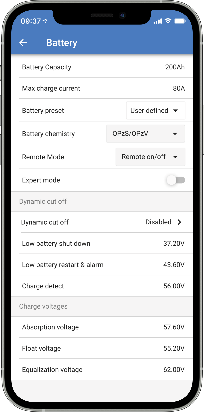 09:37
Battery
Battery Capacity 200Ah
Max charge current 80A
Battery preset User defined
Battery chemistry OPzS/OPzV
Remote Mode Remote on/off
Expert mode
Dynamic cut off
Dynamic cut off Disabled
Low battery shut down 37.20V
Low battery restart & alarm 43.60V
Charge detect 56.00V
Charge voltages
Absorption voltage 57.60V
Float voltage 55.20V
Equalization voltage 62.00V